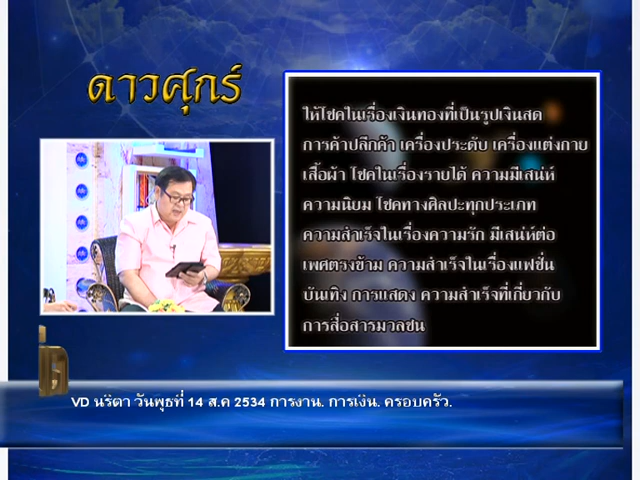 ดาวศุกร์
ให้โชคในเรื่องเงินทองที่เป็นรูปเงินสด
การค้าปลีกค้า เครื่องประดับ เครื่องแต่งกาย
เสื้อผ้า โชคในเรื่องรายได้ ความมีเสน่ห์
ความนิยม โชคทางศิลปะทุกประเภท
ความสำเร็จในเรื่องความรัก มีเสน่ห์ต่อ
เพศตรงข้าม ความสำเร็จในเรื่องแฟชั่น
บันเทิง การแสดง ความสำเร็จที่เกี่ยวกับ
การสื่อสารมวลชน
VD นริตา วันพุธที่ 14 ส.ค 2534 การงาน. การเงิน. ครอบครัว.